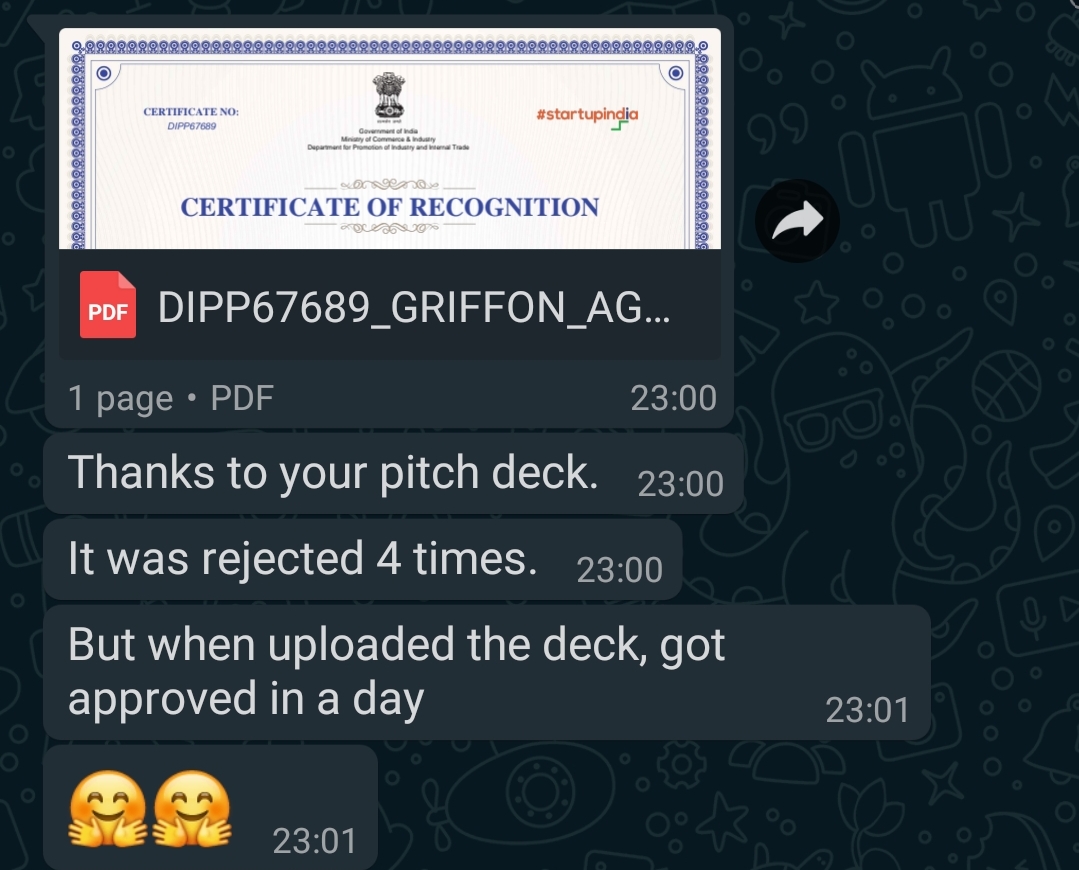 CERTIFICATE NO:
DIPP67689
#startupindia
Government of India
Ministry of Commerce & Industry
Department for Promotion of Industry and Internal Trade
CERTIFICATE OF RECOGNITION
PDF
DIPP67689_GRIFFON_AG...
1 page • PDF
23:00
Thanks to your pitch deck.
23:00
It was rejected 4 times.
23:00
But when uploaded the deck, got
approved in a day
23:01
🤗🤗
23:01